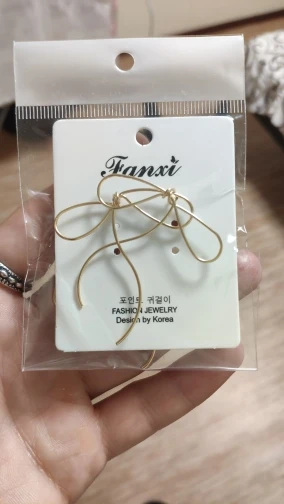 Fanxi
포인트 귀걸이
FASHION JEWELRY
Design by Korea